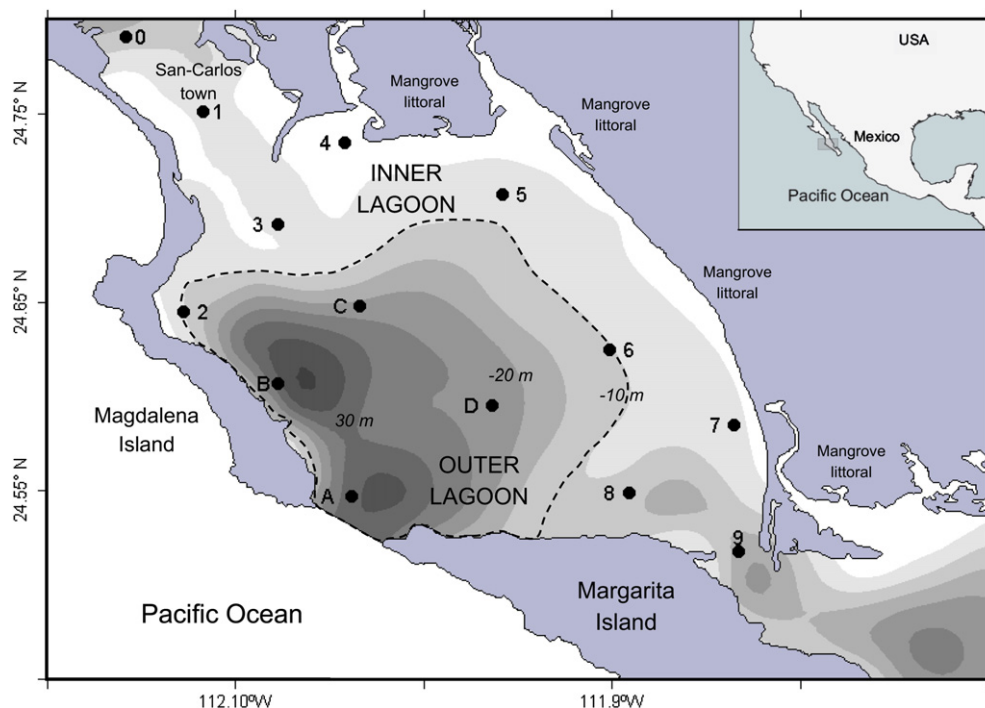 0
USA
San-Carlos
town
Mangrove
littoral
Mangrove
littoral
24.75° N
1
4
Mexico
INNER
LAGOON
5
Pacific Ocean
3
Mangrove
littoral
24.65° N
2
C
6
-20 m
B
-10 m
D
Magdalena
Island
30 m
7
Mangrove
littoral
OUTER
LAGOON
24.55° N
A
8
9
Margarita
Island
Pacific Ocean
112.10ºW
111.9ºW